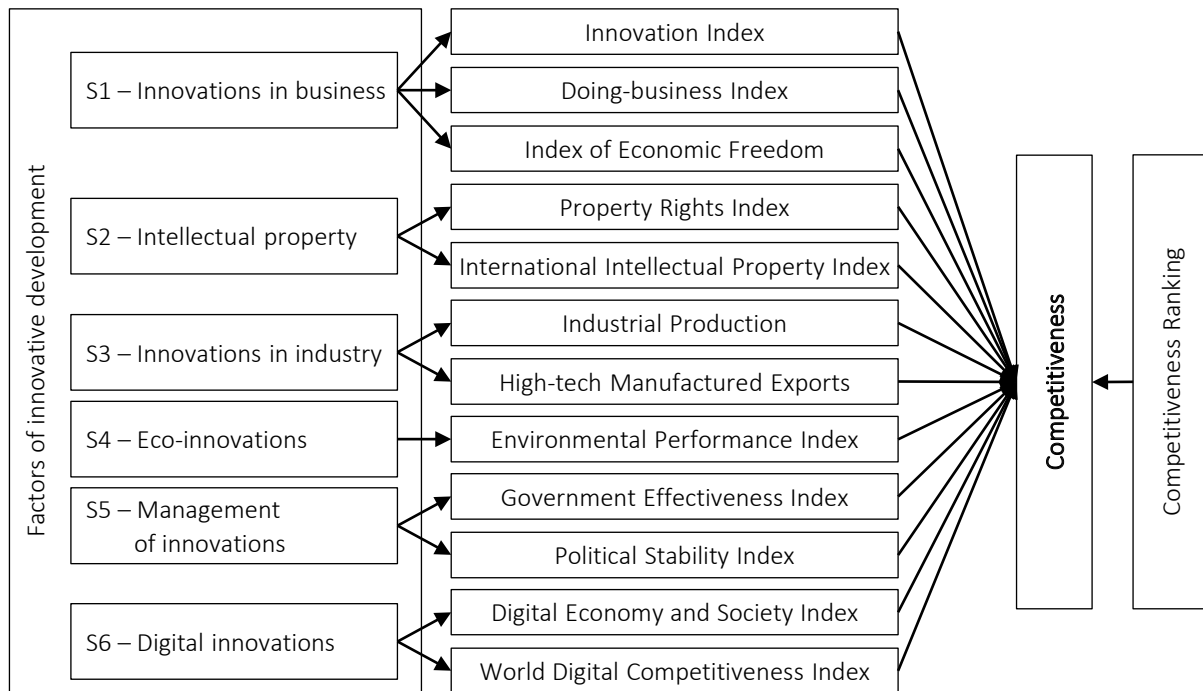 Factors of innovative development
S1 – Innovations in business
S2 – Intellectual property
S3 – Innovations in industry
S4 – Eco-innovations
S5 – Management
of innovations
S6 – Digital innovations
Innovation Index
Doing-business Index
Index of Economic Freedom
Property Rights Index
International Intellectual Property Index
Industrial Production
High-tech Manufactured Exports
Environmental Performance Index
Government Effectiveness Index
Political Stability Index
Digital Economy and Society Index
World Digital Competitiveness Index
Competitiveness
Competitiveness Ranking